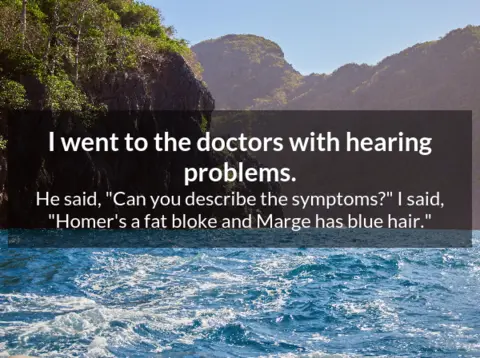 I went to the doctors with hearing
problems.
He said, "Can you describe the symptoms?" I said,
"Homer's a fat bloke and Marge has blue hair."